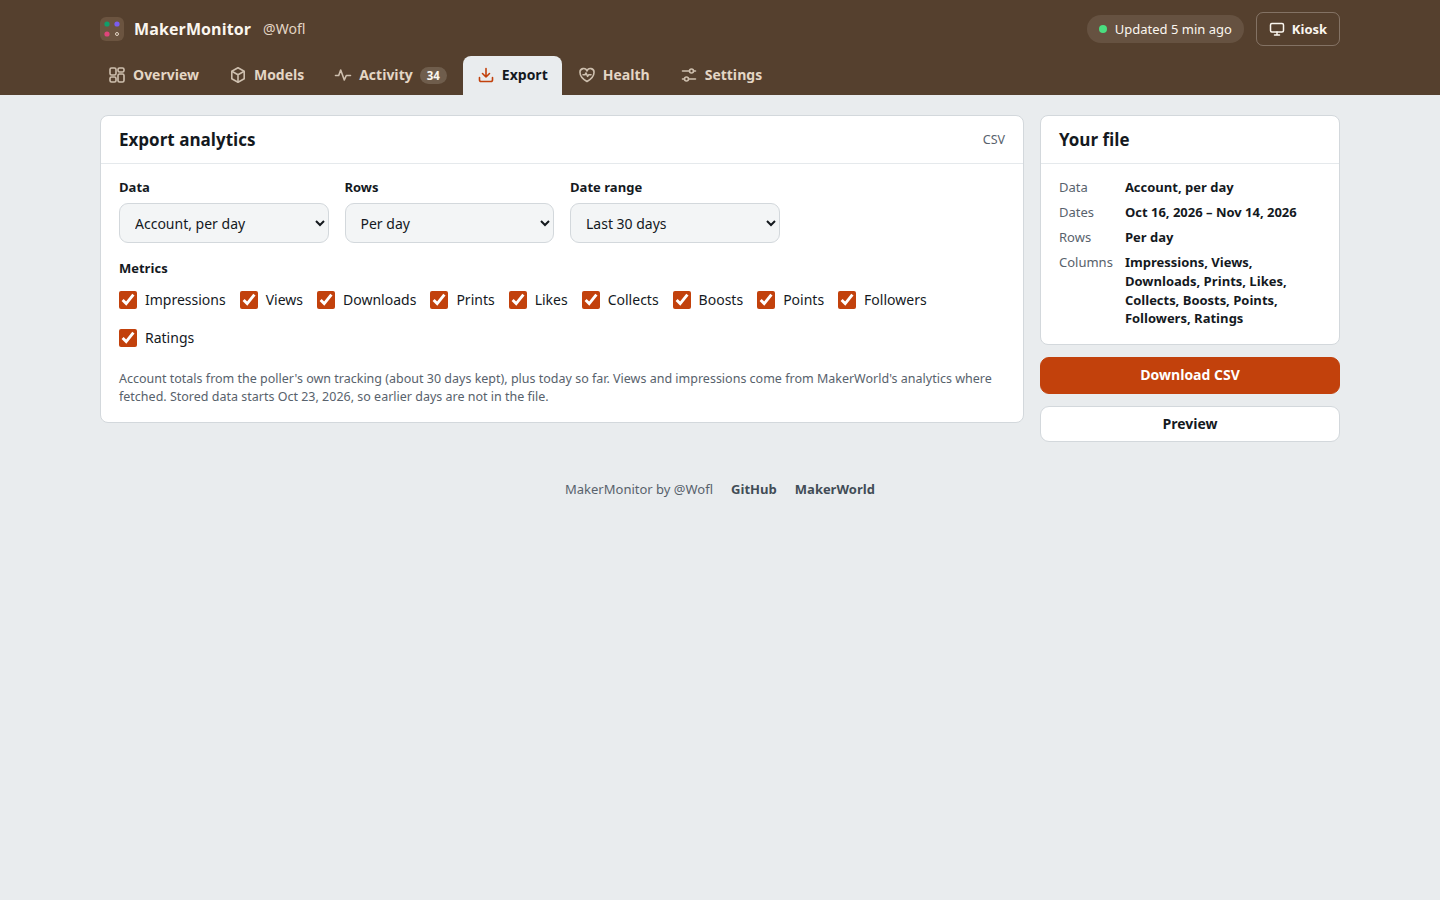 MakerMonitor @Wofl
Updated 5 min ago
Kiosk
Overview
Models
Activity 34
Export
Health
Settings
Export analytics
CSV
Data
Rows
Date range
Account, per day
Per day
Last 30 days
Metrics
Impressions
Views
Downloads
Prints
Likes
Collects
Boosts
Points
Followers
Ratings
Account totals from the poller's own tracking (about 30 days kept), plus today so far. Views and impressions come from MakerWorld's analytics where
fetched. Stored data starts Oct 23, 2026, so earlier days are not in the file.
Your file
Data Account, per day
Dates Oct 16, 2026 – Nov 14, 2026
Rows Per day
Columns Impressions, Views,
Downloads, Prints, Likes,
Collects, Boosts, Points,
Followers, Ratings
Download CSV
Preview
MakerMonitor by @Wofl GitHub MakerWorld